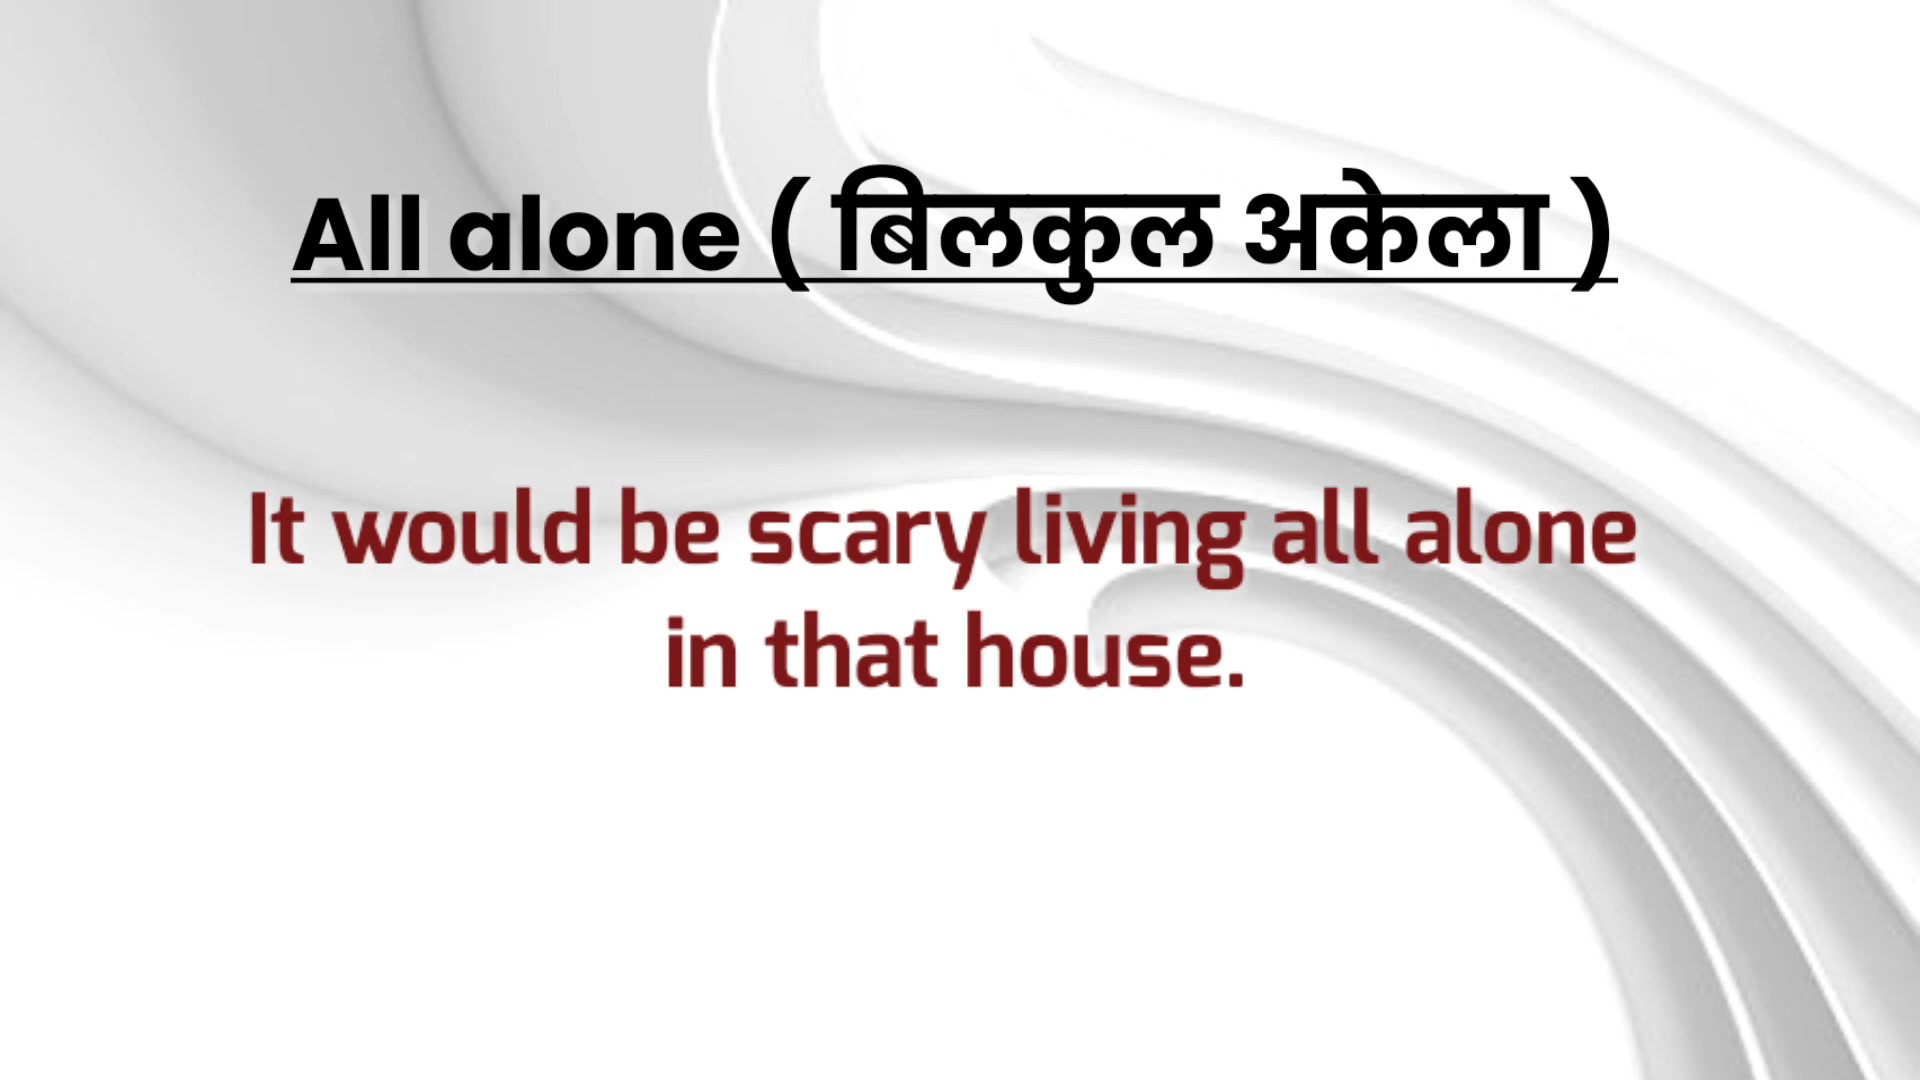 All alone ( बिलकुल अकेला )
It would be scary living all alone
in that house.